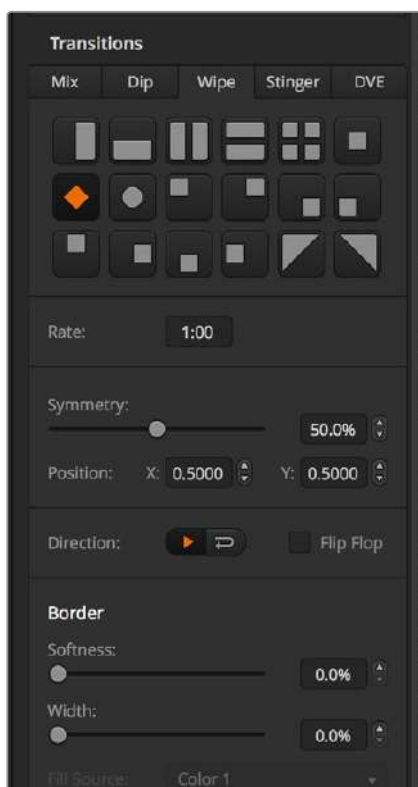 Transitions
Mix Dip Wipe Stinger DVE
Rate: 1:00
Symmetry:
50.0%
Position: X: 0.5000 Y: 0.5000
Direction: Flip Flop
Border
Softness:
0.0%
Width:
0.0%
Fill Source: Color 1